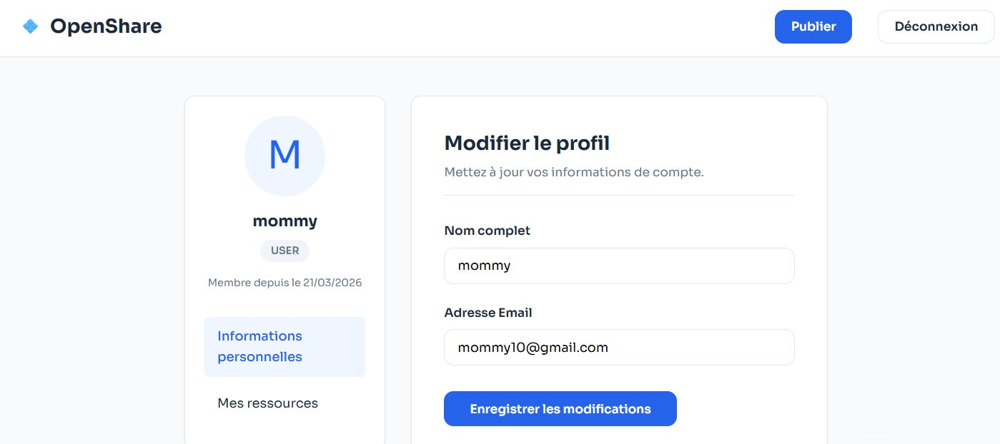 OpenShare
Publier
Déconnexion
M
mommy
USER
Membre depuis le 21/03/2026
Informations
personnelles
Mes ressources
Modifier le profil
Mettez à jour vos informations de compte.
Nom complet
mommy
Adresse Email
mommy10@gmail.com
Enregistrer les modifications